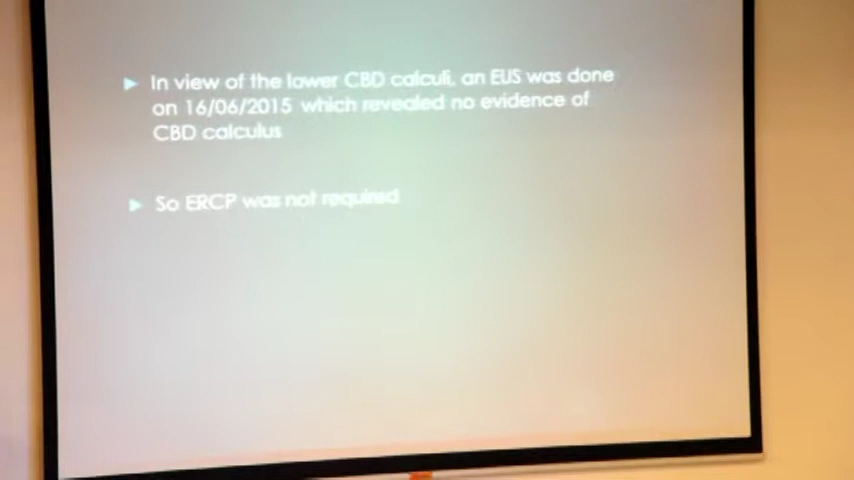 In view of the lower CBD calculi, an EUS was done
on 16/06/2015 which revealed no evidence of
CBD calculus
So ERCP was not required